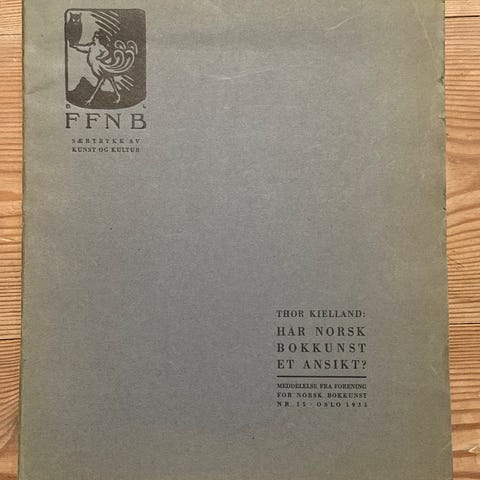 FFNB
SÆRTRYKK AV
KUNST OG KULTUR
THOR KIELLAND:
HAR NORSK
BOKKUNST
ET ANSIKT?
MEDDELELSE FRA FORENING
FOR NORSK BOKKUNST
NR 15 · OSLO 1935